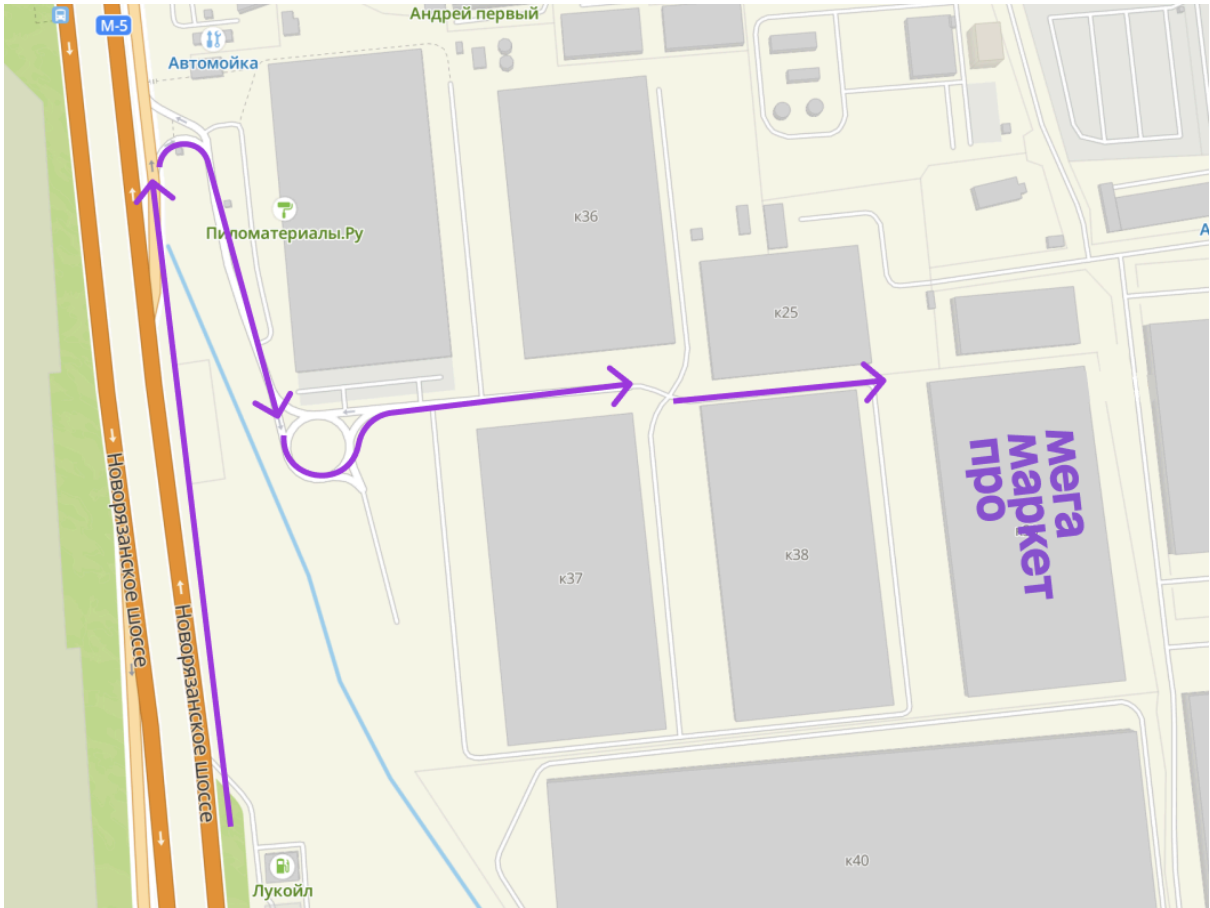 Андрей первый
М-5
Автомойка
Пиломатериалы.Ру
к36
к25
Новорязанское шоссе
Новорязанское шоссе
к37
к38
мега
маркет
про
к40
Лукойл